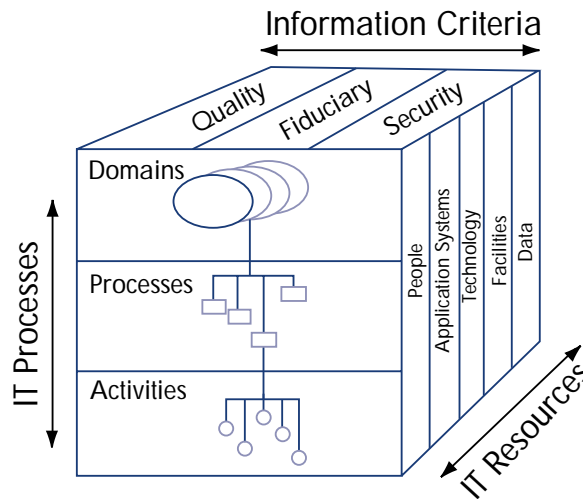 Information Criteria
Quality
Fiduciary
Security
Domains
Processes
Activities
IT Processes
People
Application Systems
Technology
Facilities
Data
IT Resources